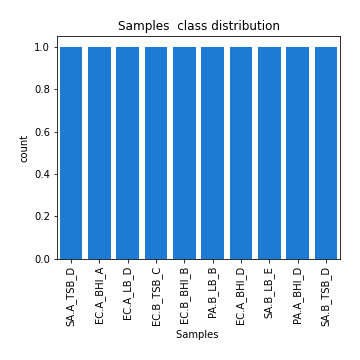 Samples  class distribution
1.0
0.8
0.6
0.4
0.2
0.0
count
SA.A_TSB_D
EC.A_BHI_A
EC.A_LB_D
EC.B_TSB_C
EC.B_BHI_B
PA.B_LB_B
EC.A_BHI_D
SA.B_LB_E
PA.A_BHI_D
SA.B_TSB_D
Samples